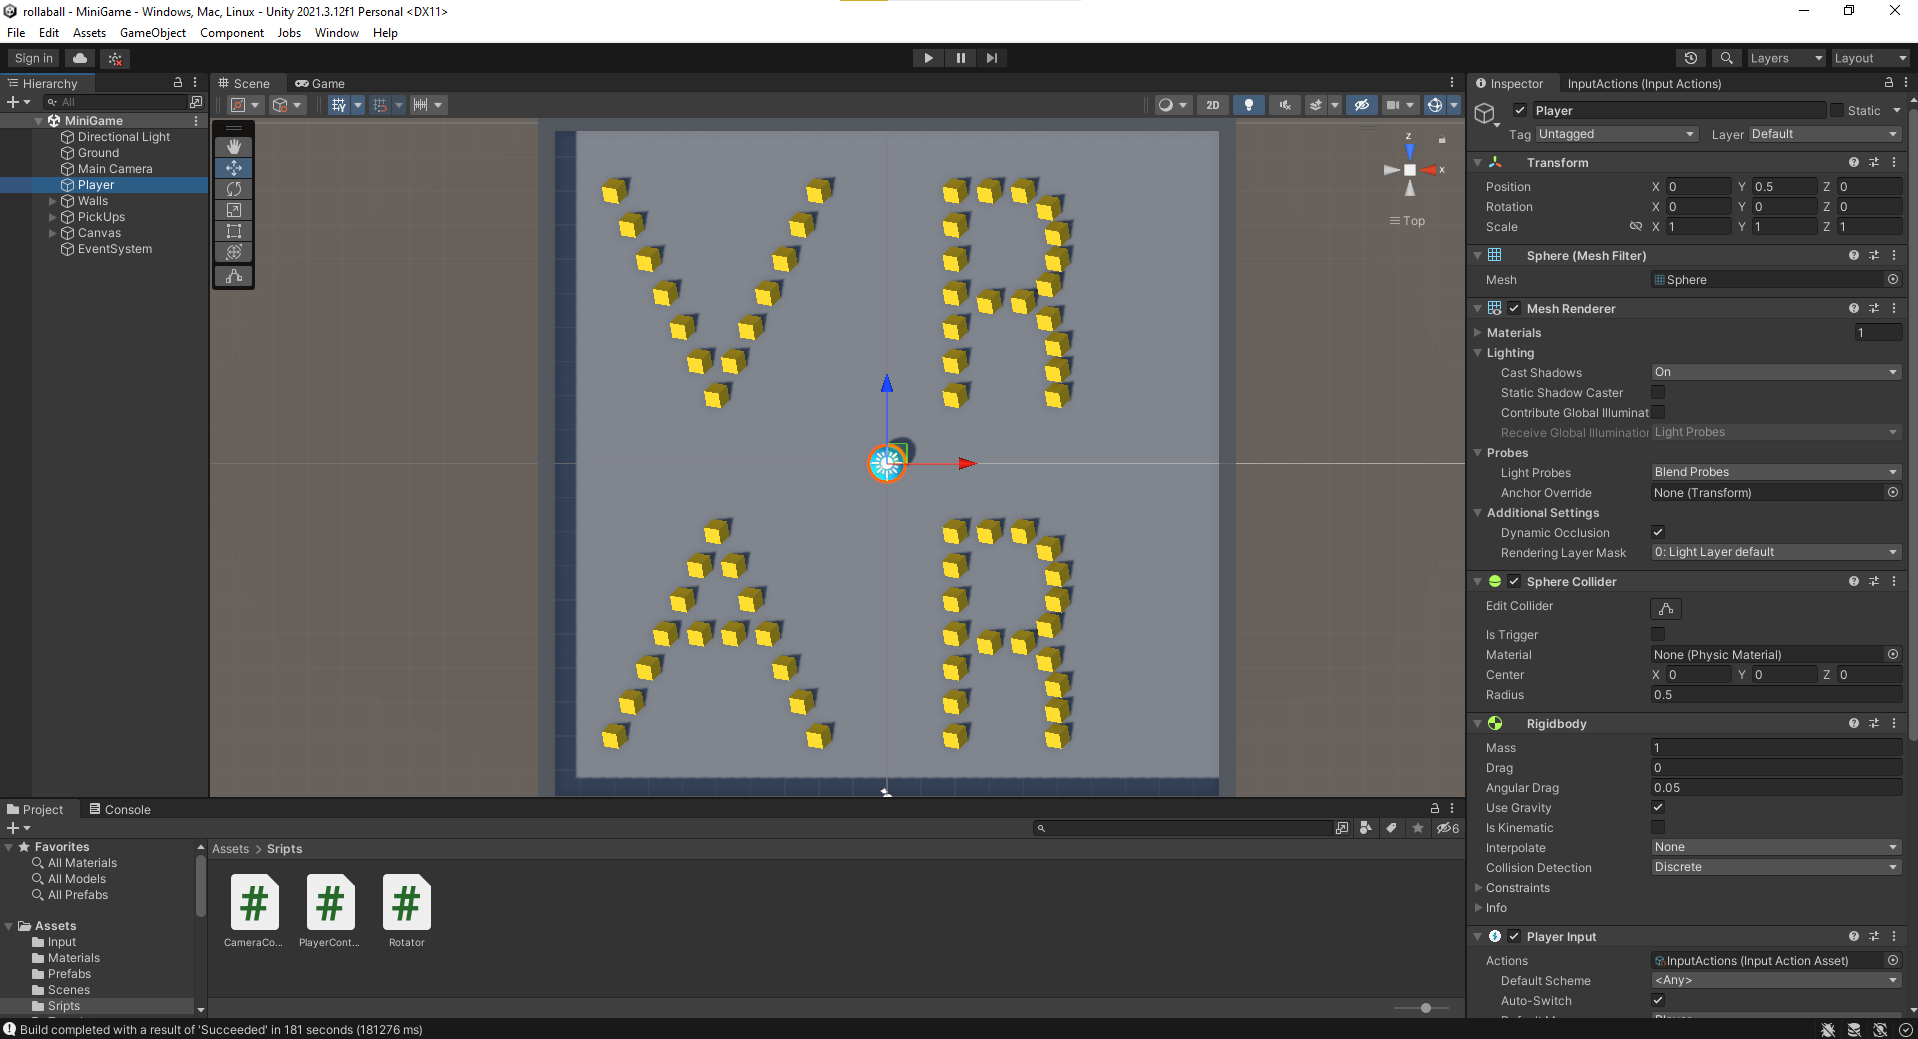 rollaball - MiniGame - Windows, Mac, Linux - Unity 2021.3.12f1 Personal <DX11>
File Edit Assets GameObject Component Jobs Window Help
Sign in
Layers Layout
Hierarchy
All
MiniGame
Directional Light
Ground
Main Camera
Player
Walls
PickUps
Canvas
EventSystem
Scene Game
2D
z
x
Top
V R
A R
Inspector InputActions (Input Actions)
Player Static
Tag Untagged Layer Default
Transform
Position X 0 Y 0.5 Z 0
Rotation X 0 Y 0 Z 0
Scale X 1 Y 1 Z 1
Sphere (Mesh Filter)
Mesh Sphere
Mesh Renderer
Materials 1
Lighting
Cast Shadows On
Static Shadow Caster
Contribute Global Illuminat
Receive Global Illumination Light Probes
Probes
Light Probes Blend Probes
Anchor Override None (Transform)
Additional Settings
Dynamic Occlusion
Rendering Layer Mask 0: Light Layer default
Sphere Collider
Edit Collider
Is Trigger
Material None (Physic Material)
Center X 0 Y 0 Z 0
Radius 0.5
Rigidbody
Mass 1
Drag 0
Angular Drag 0.05
Use Gravity
Is Kinematic
Interpolate None
Collision Detection Discrete
Constraints
Info
Player Input
Actions InputActions (Input Action Asset)
Default Scheme <Any>
Auto-Switch
Project Console
6
Favorites
All Materials
All Models
All Prefabs
Assets
Input
Materials
Prefabs
Scenes
Sripts
Assets > Sripts
CameraCo... PlayerCont... Rotator
Build completed with a result of 'Succeeded' in 181 seconds (181276 ms)